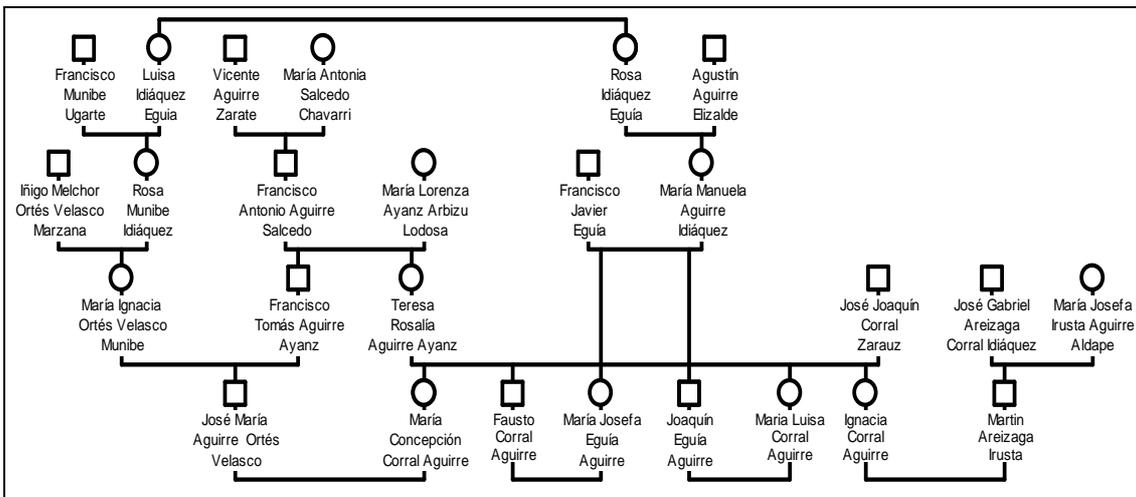 Francisco
Munibe
Ugarte
Luisa
Idiáquez
Eguia
Vicente
Aguirre
Zarate
María Antonia
Salcedo
Chavarri
Rosa
Idiáquez
Eguía
Agustín
Aguirre
Elizalde
Iñigo Melchor
Ortés Velasco
Marzana
Rosa
Munibe
Idiáquez
Francisco
Antonio Aguirre
Salcedo
María Lorenza
Ayanz Arbizu
Lodosa
Francisco
Javier
Eguía
María Manuela
Aguirre
Idiáquez
María Ignacia
Ortés Velasco
Munibe
Francisco
Tomás Aguirre
Ayanz
Teresa
Rosalía
Aguirre Ayanz
José Joaquín
Corral
Zarauz
José Gabriel
Areizaga
Corral Idiáquez
María Josefa
Irusta Aguirre
Aldape
José María
Aguirre Ortés
Velasco
María
Concepción
Corral Aguirre
Fausto
Corral
Aguirre
María Josefa
Eguía
Aguirre
Joaquín
Eguía
Aguirre
Maria Luisa
Corral
Aguirre
Ignacia
Corral
Aguirre
Martin
Areizaga
Irusta